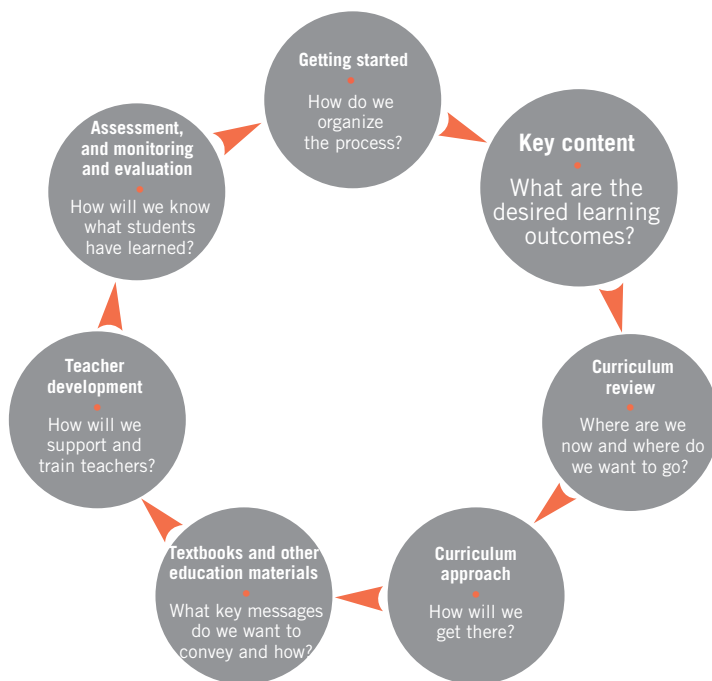 Getting started
How do we
organize
the process?
Key content
What are the
desired learning
outcomes?
Curriculum
review
Where are we
now and where do
we want to go?
Curriculum
approach
How will we
get there?
Textbooks and other
education materials
What key messages
do we want to
convey and how?
Teacher
development
How will we
support and
train teachers?
Assessment,
and monitoring
and evaluation
How will we know
what students
have learned?